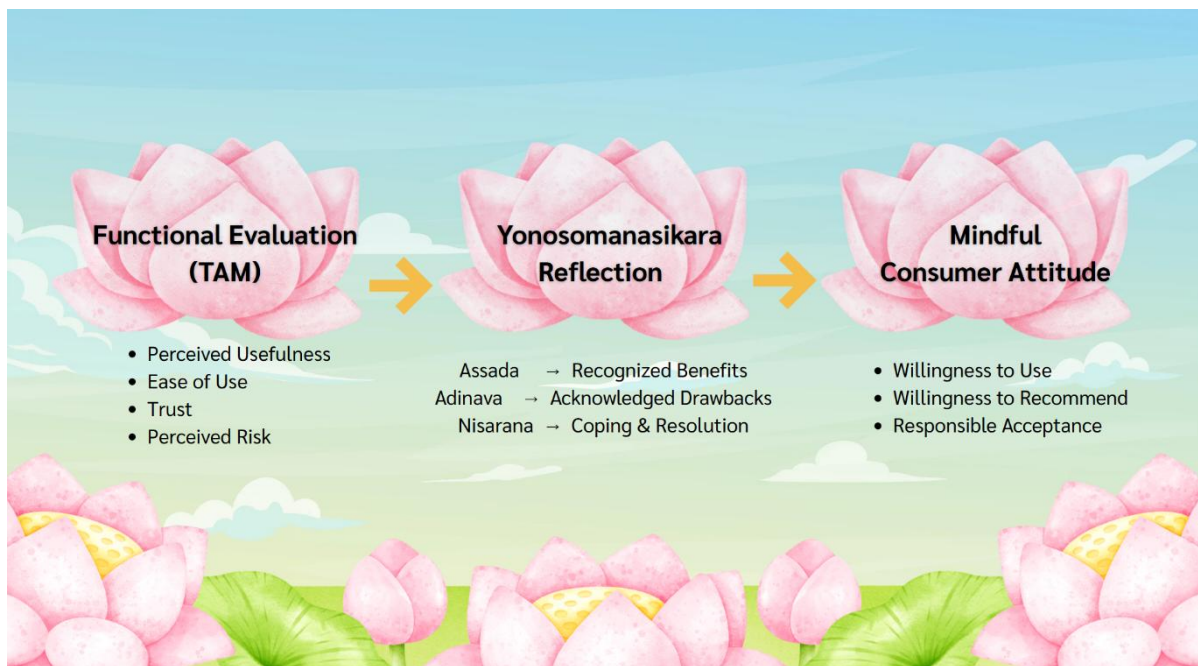 Functional Evaluation
(TAM)
• Perceived Usefulness
• Ease of Use
• Trust
• Perceived Risk
Yonosomanasikara
Reflection
Assada → Recognized Benefits
Adinava → Acknowledged Drawbacks
Nisarana → Coping & Resolution
Mindful
Consumer Attitude
• Willingness to Use
• Willingness to Recommend
• Responsible Acceptance